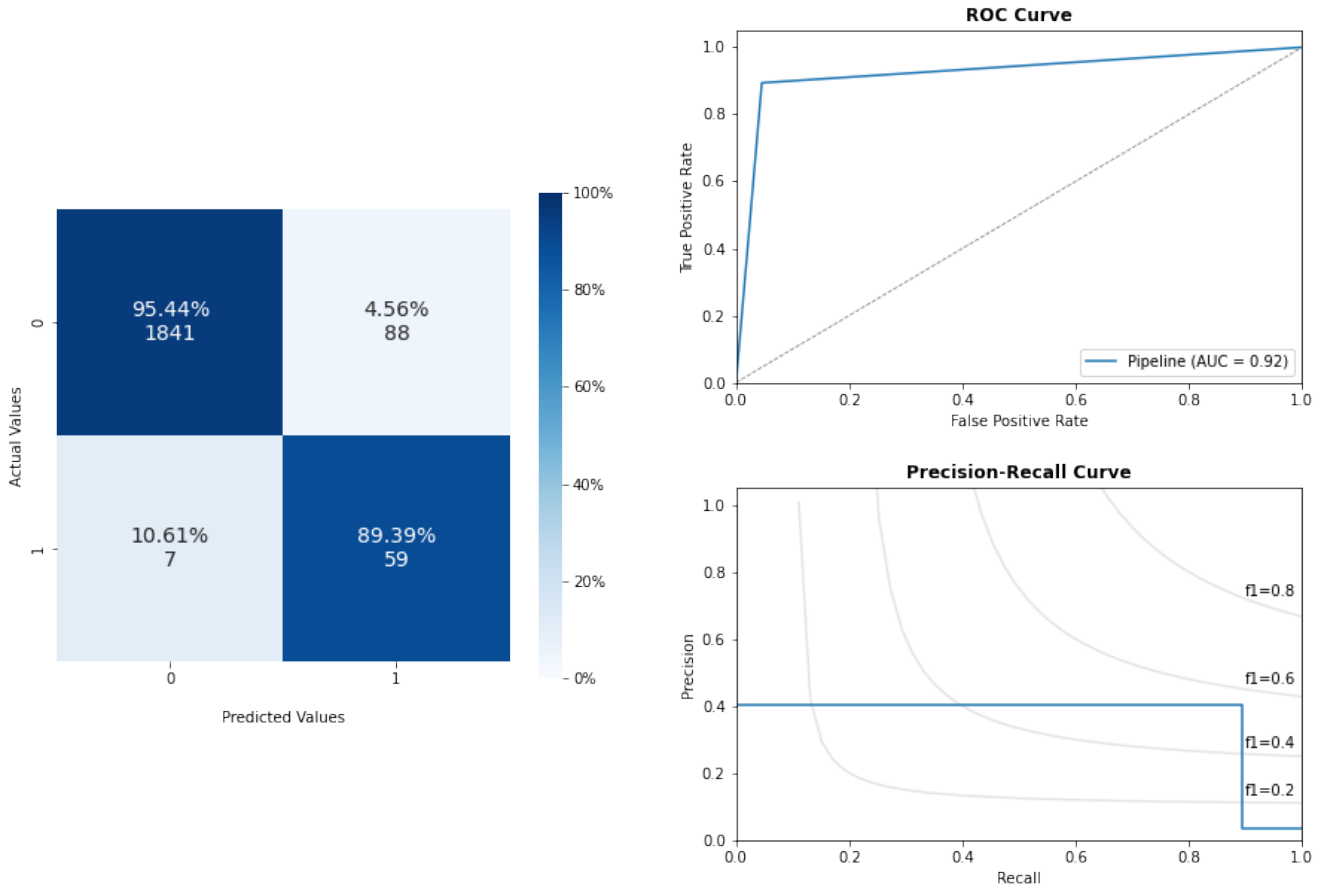 95.44%
1841
4.56%
88
10.61%
7
89.39%
59
0
1
Actual Values
0
1
Predicted Values
100%
80%
60%
40%
20%
0%
ROC Curve
1.0
0.8
0.6
0.4
0.2
0.0
True Positive Rate
Pipeline (AUC = 0.92)
0.0 0.2 0.4 0.6 0.8 1.0
False Positive Rate
Precision-Recall Curve
1.0
0.8
0.6
0.4
0.2
0.0
Precision
f1=0.8
f1=0.6
f1=0.4
f1=0.2
0.0 0.2 0.4 0.6 0.8 1.0
Recall